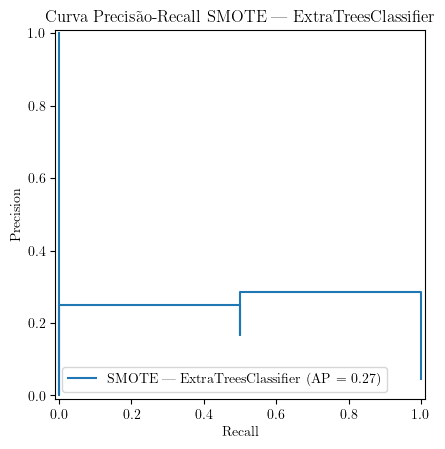 Curva Precisão-Recall SMOTE — ExtraTreesClassifier
1.0
0.8
0.6
0.4
0.2
0.0
Precision
SMOTE — ExtraTreesClassifier (AP = 0.27)
0.0 0.2 0.4 0.6 0.8 1.0
Recall